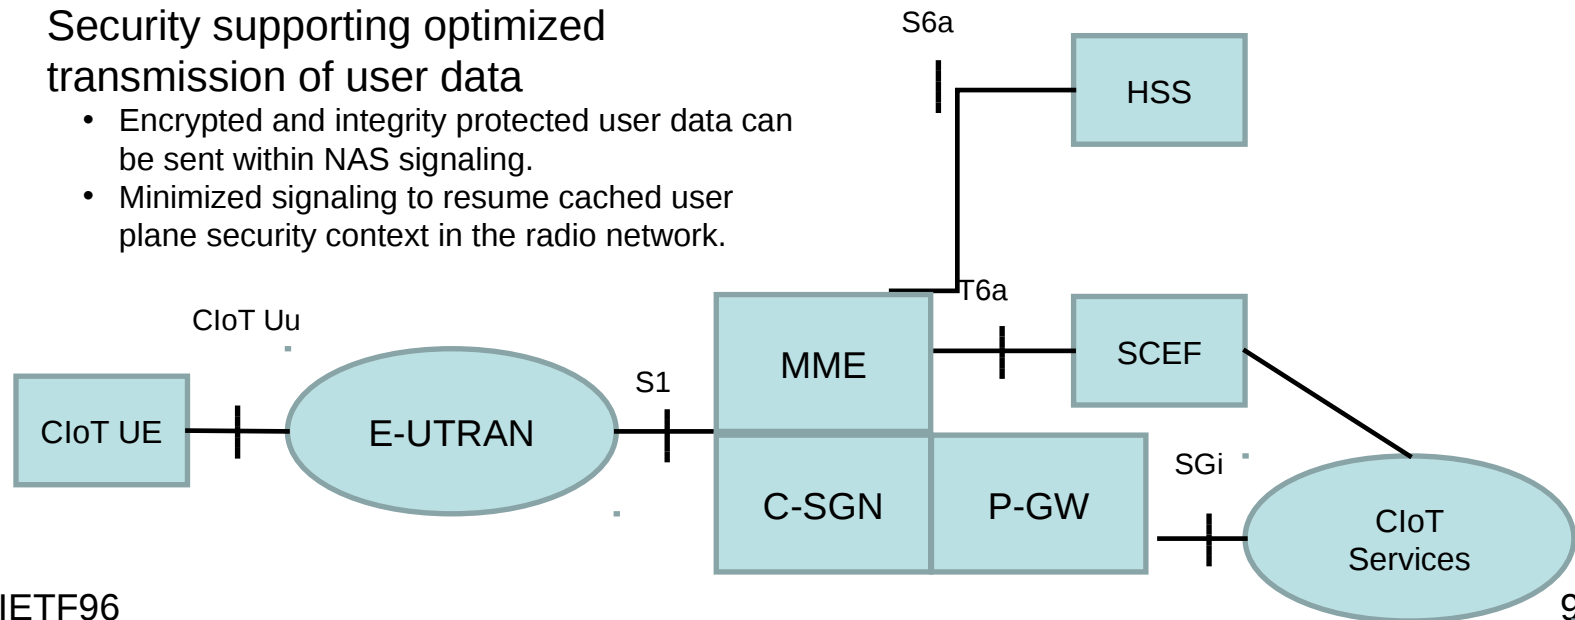 Security supporting optimized
transmission of user data
• Encrypted and integrity protected user data can
be sent within NAS signaling.
• Minimized signaling to resume cached user
plane security context in the radio network.
S6a
HSS
CIoT Uu
T6a
MME
SCEF
S1
CIoT UE
E-UTRAN
SGi
C-SGN
P-GW
CIoT
Services
IETF96
9